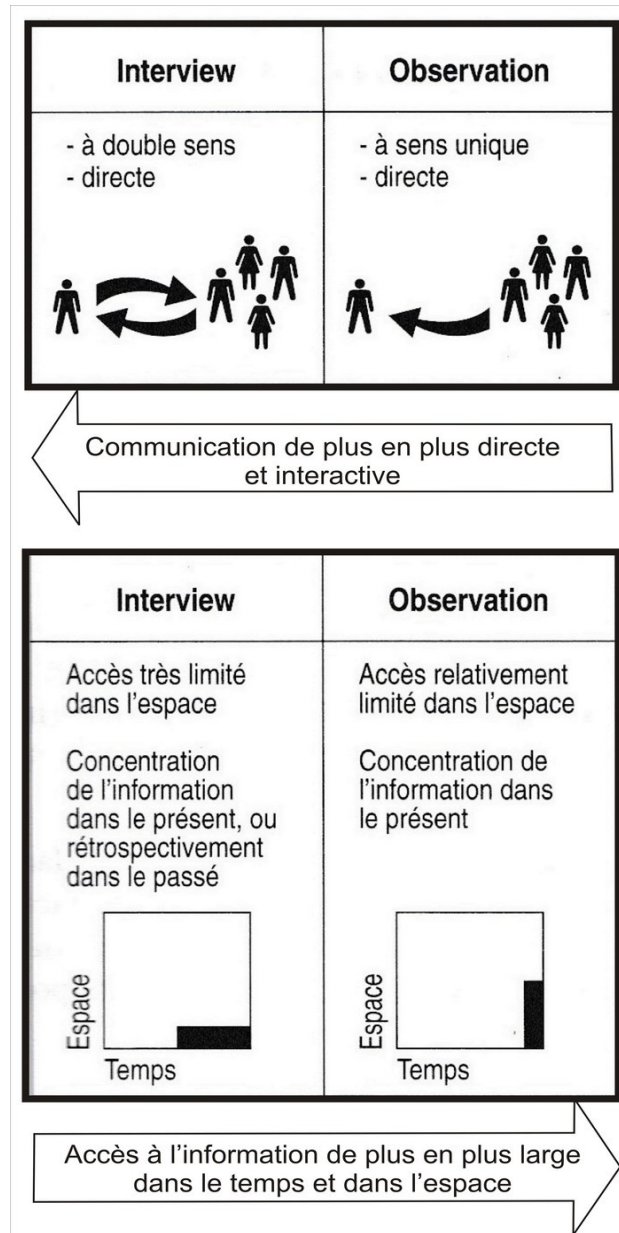 Interview
Observation
- à double sens
- directe
- à sens unique
- directe
Communication de plus en plus directe
et interactive
Interview
Observation
Accès très limité
dans l'espace
Concentration
de l'information
dans le présent, ou
rétrospectivement
dans le passé
Espace
Temps
Accès relativement
limité dans l'espace
Concentration de
l'information dans
le présent
Espace
Temps
Accès à l'information de plus en plus large
dans le temps et dans l'espace